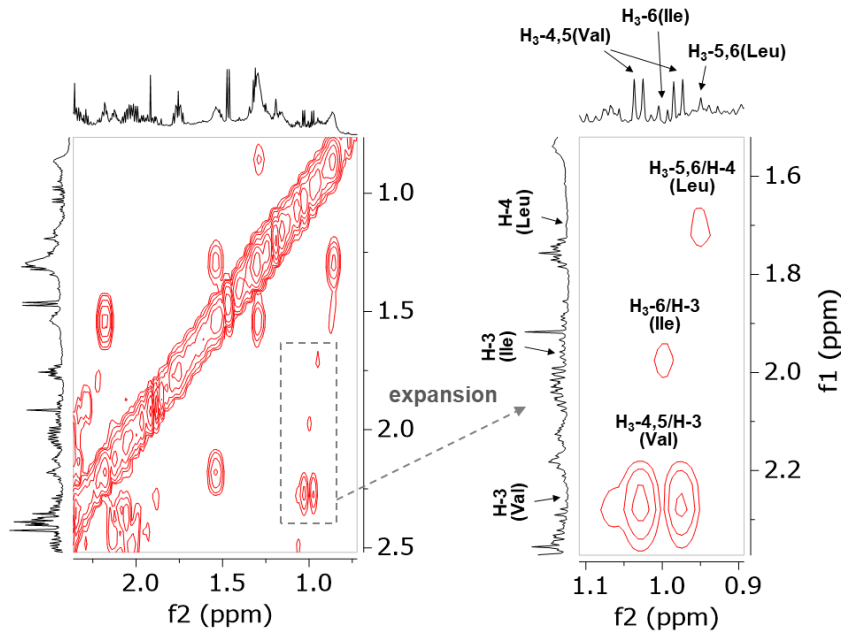 H3-6(Ile)
H3-4,5(Val)
H3-5,6(Leu)
1.0
1.5
2.0
2.5
2.0
1.5
1.0
f2 (ppm)
expansion
H-4
(Leu)
H-3
(Ile)
H-3
(Val)
H3-5,6/H-4
(Leu)
H3-6/H-3
(Ile)
H3-4,5/H-3
(Val)
1.6
1.8
2.0
2.2
f1 (ppm)
1.1
1.0
0.9
f2 (ppm)